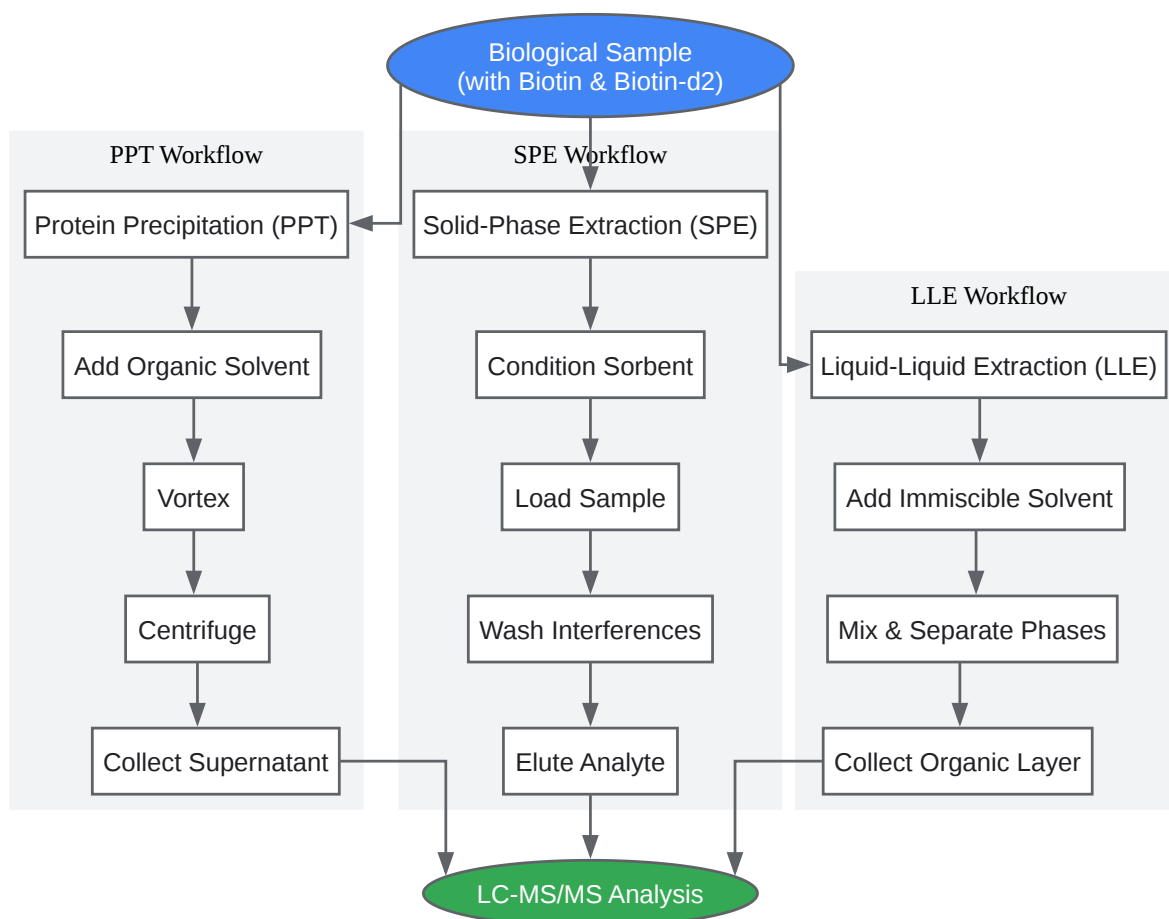 Biological Sample
(with Biotin & Biotin-d2)
PPT Workflow
Protein Precipitation (PPT)
Add Organic Solvent
Vortex
Centrifuge
Collect Supernatant
SPE Workflow
Solid-Phase Extraction (SPE)
Condition Sorbent
Load Sample
Wash Interferences
Elute Analyte
LLE Workflow
Liquid-Liquid Extraction (LLE)
Add Immiscible Solvent
Mix & Separate Phases
Collect Organic Layer
LC-MS/MS Analysis